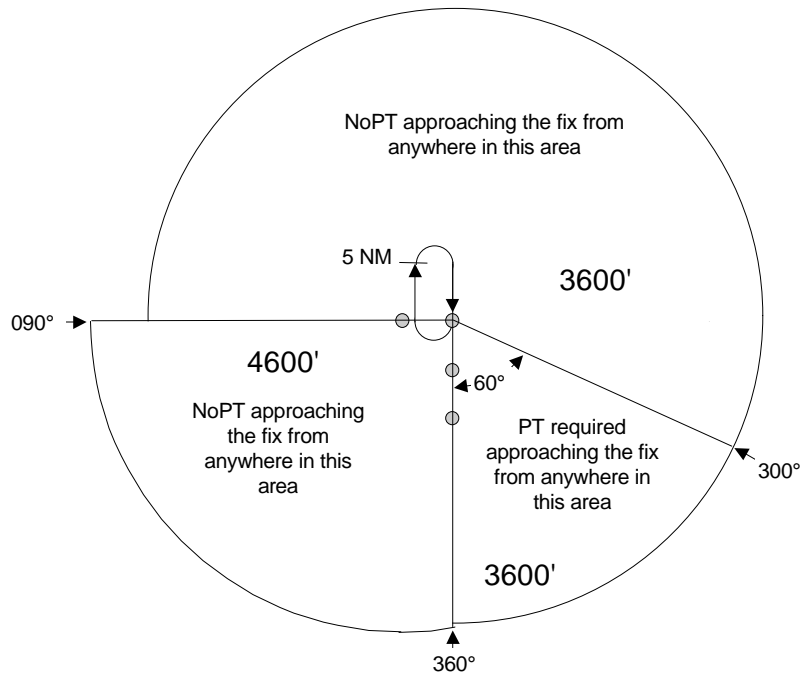 NoPT approaching the fix from
anywhere in this area
5 NM
3600'
090°
4600'
60°
NoPT approaching
the fix from
anywhere in this
area
PT required
approaching the fix
from anywhere in
this area
300°
3600'
360°